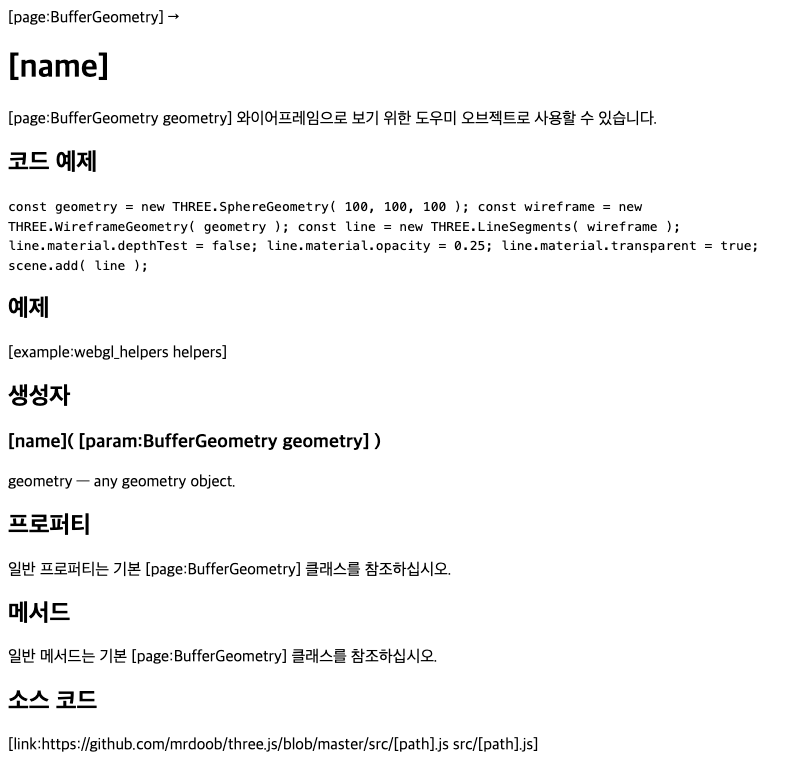 [page:BufferGeometry] →
[name]
[page:BufferGeometry geometry] 와이어프레임으로 보기 위한 도우미 오브젝트로 사용할 수 있습니다.
코드 예제
const geometry = new THREE.SphereGeometry( 100, 100, 100 ); const wireframe = new
THREE.WireframeGeometry( geometry ); const line = new THREE.LineSegments( wireframe );
line.material.depthTest = false; line.material.opacity = 0.25; line.material.transparent = true;
scene.add( line );
예제
[example:webgl_helpers helpers]
생성자
[name]( [param:BufferGeometry geometry] )
geometry — any geometry object.
프로퍼티
일반 프로퍼티는 기본 [page:BufferGeometry] 클래스를 참조하십시오.
메서드
일반 메서드는 기본 [page:BufferGeometry] 클래스를 참조하십시오.
소스 코드
[link:https://github.com/mrdoob/three.js/blob/master/src/[path].js src/[path].js]